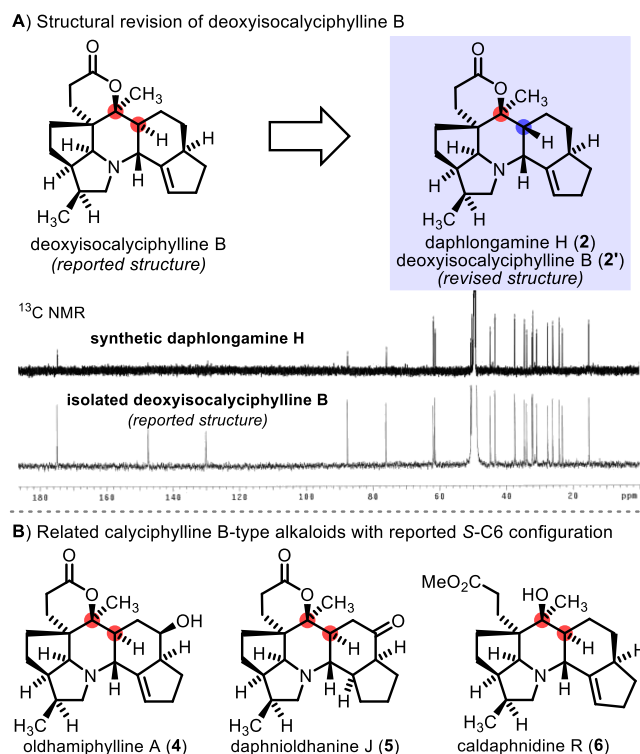 A) Structural revision of deoxyisocalyciphylline B
O
O
CH3
H
H
H
N
H
H
H3C
H
deoxyisocalyciphylline B
(reported structure)
O
O
CH3
H
H
H
N
H
H
H3C
H
daphlongamine H (2)
deoxyisocalyciphylline B (2')
(revised structure)
13C NMR
synthetic daphlongamine H
isolated deoxyisocalyciphylline B
(reported structure)
180 160 140 120 100 80 60 40 20 ppm
B) Related calyciphylline B-type alkaloids with reported S-C6 configuration
O
O
CH3
OH
H
H
H
N
H
H
H3C
H
oldhamiphylline A (4)
O
O
CH3
O
H
H
H
N
H
H
H
H3C
H
daphnioldhanine J (5)
MeO2C
HO
CH3
H
H
H
N
H
H
H3C
H
caldaphnidine R (6)